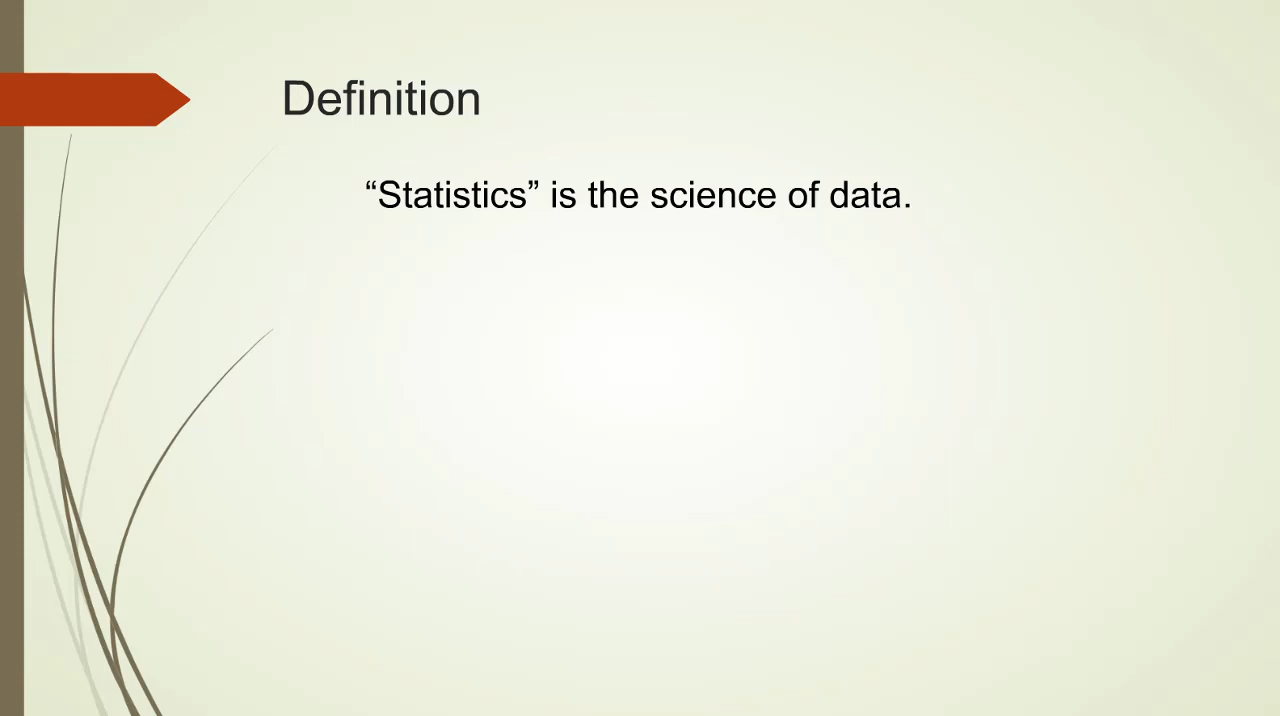 Definition
“Statistics” is the science of data.